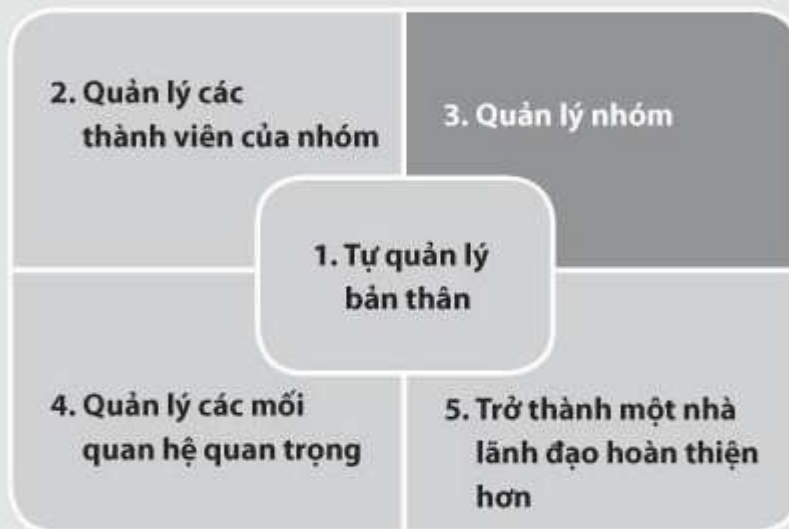 2. Quản lý các
thành viên của nhóm
3. Quản lý nhóm
1. Tự quản lý
bản thân
4. Quản lý các mối
quan hệ quan trọng
5. Trở thành một nhà
lãnh đạo hoàn thiện
hơn